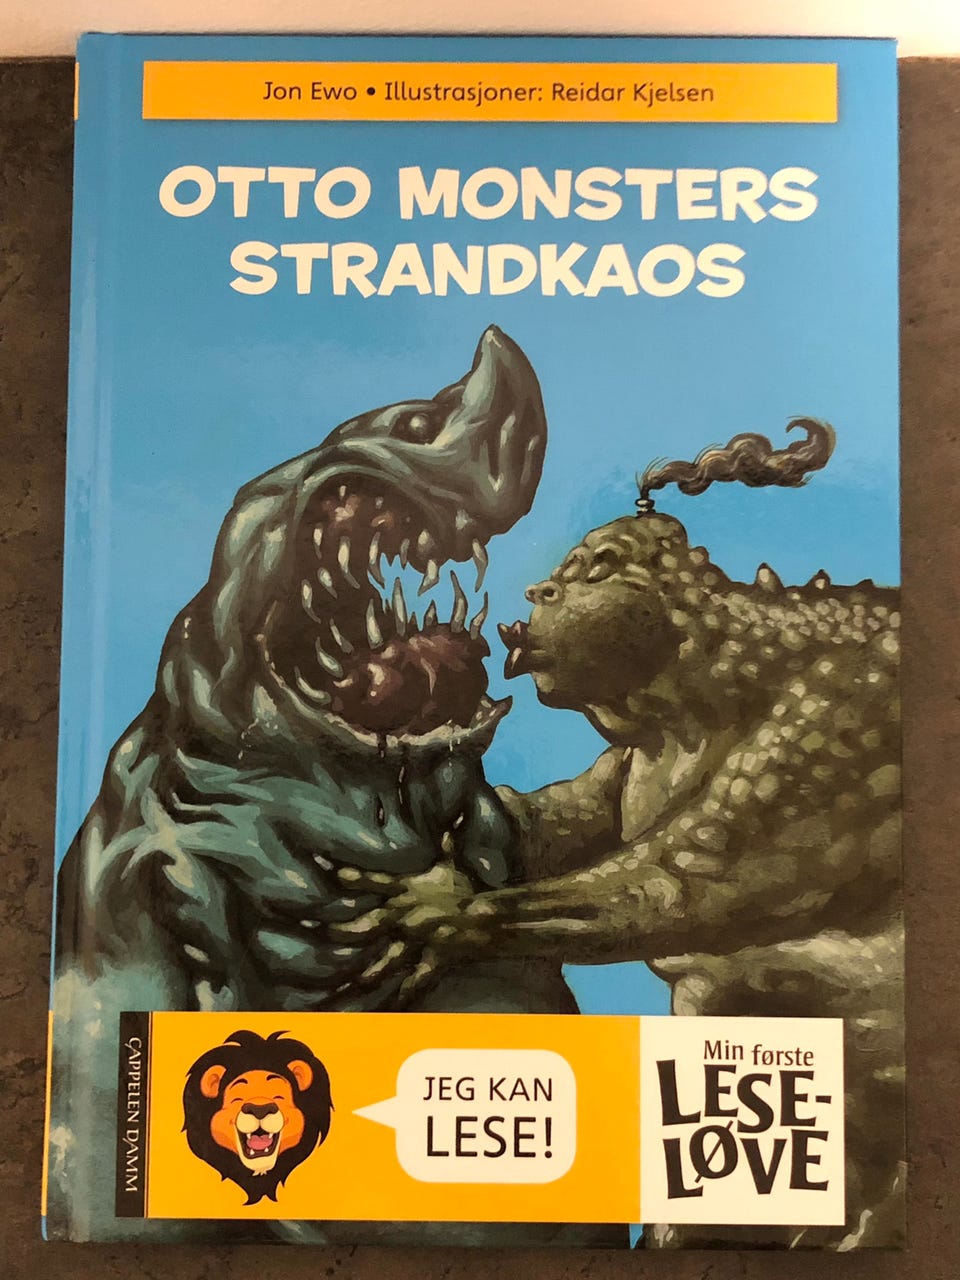 Jon Ewo • Illustrasjoner: Reidar Kjelsen
OTTO MONSTERS
STRANDKAOS
CAPPELEN DAMM
JEG KAN
LESE!
Min første
LESE-
LØVE